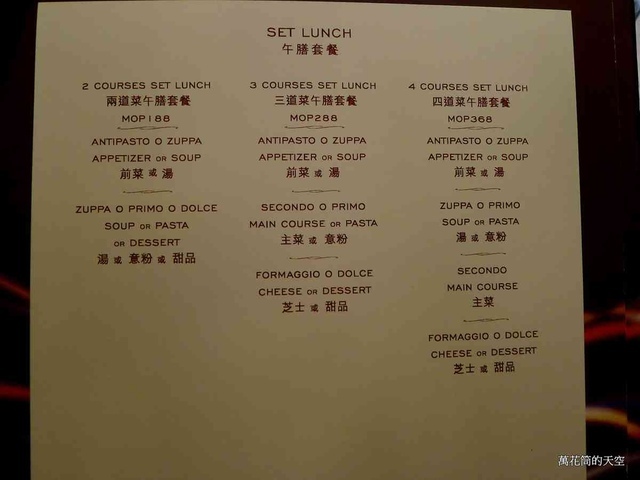 SET LUNCH
午膳套餐
2 COURSES SET LUNCH
兩道菜午膳套餐
MOP188
ANTIPASTO O ZUPPA
APPETIZER OR SOUP
前菜 或 湯
ZUPPA O PRIMO O DOLCE
SOUP OR PASTA
OR DESSERT
湯 或 意粉 或 甜品
3 COURSES SET LUNCH
三道菜午膳套餐
MOP288
ANTIPASTO O ZUPPA
APPETIZER OR SOUP
前菜 或 湯
SECONDO O PRIMO
MAIN COURSE OR PASTA
主菜 或 意粉
FORMAGGIO O DOLCE
CHEESE OR DESSERT
芝士 或 甜品
4 COURSES SET LUNCH
四道菜午膳套餐
MOP368
ANTIPASTO O ZUPPA
APPETIZER OR SOUP
前菜 或 湯
ZUPPA O PRIMO
SOUP OR PASTA
湯 或 意粉
SECONDO
MAIN COURSE
主菜
FORMAGGIO O DOLCE
CHEESE OR DESSERT
芝士 或 甜品
萬花筒的天空